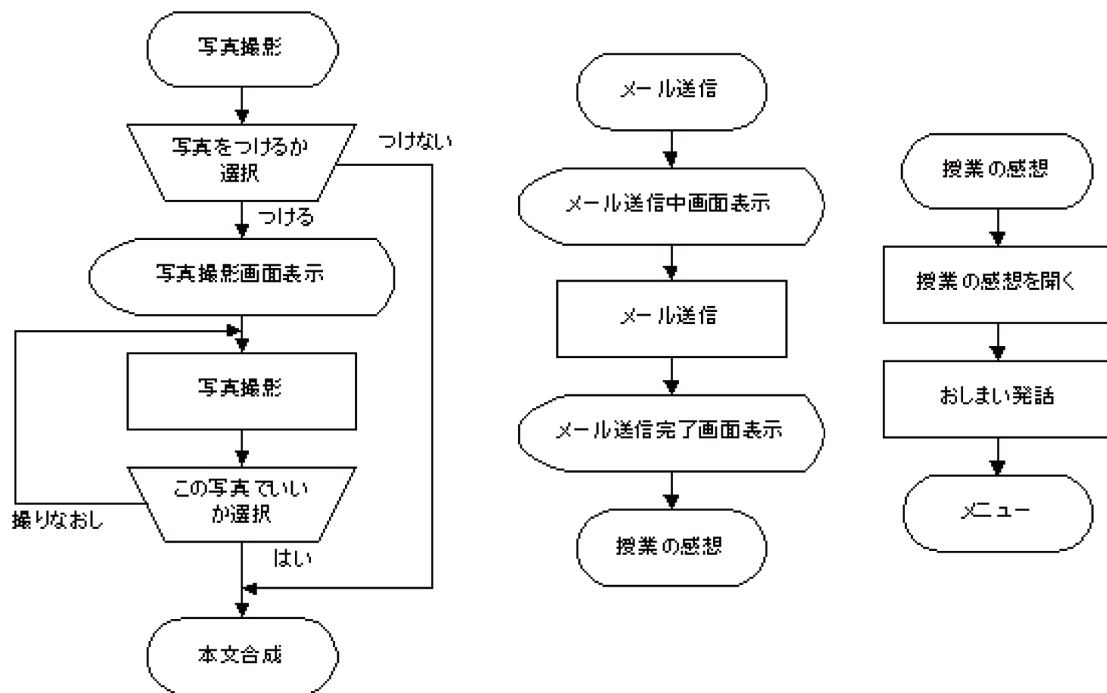 写真撮影
写真をつけるか
選択
つけない
つける
写真撮影画面表示
写真撮影
この写真でいい
か選択
撮りなおし
はい
本文合成
メール送信
メール送信中画面表示
メール送信
メール送信完了画面表示
授業の感想
授業の感想
授業の感想を開く
おしまい発話
メニュー